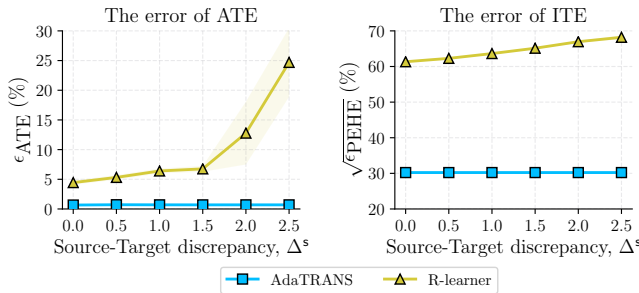 The error of ATE
ϵATE (%)
30
25
20
15
10
5
0
0.0 0.5 1.0 1.5 2.0 2.5
Source-Target discrepancy, Δˢ
The error of ITE
√ϵPEHE (%)
70
60
50
40
30
20
0.0 0.5 1.0 1.5 2.0 2.5
Source-Target discrepancy, Δˢ
AdaTRANS R-learner